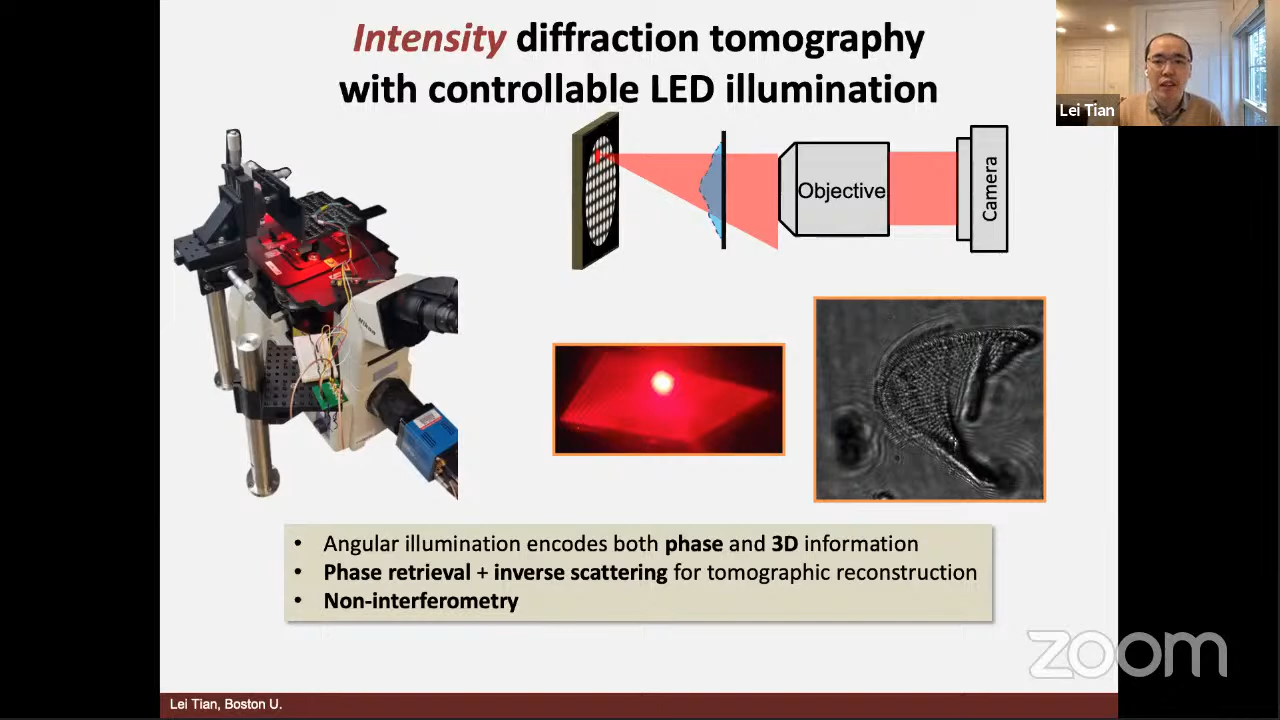 Intensity diffraction tomography
with controllable LED illumination
Lei Tian
Objective
Camera
Nikon
• Angular illumination encodes both phase and 3D information
• Phase retrieval + inverse scattering for tomographic reconstruction
• Non-interferometry
zoom
Lei Tian, Boston U.